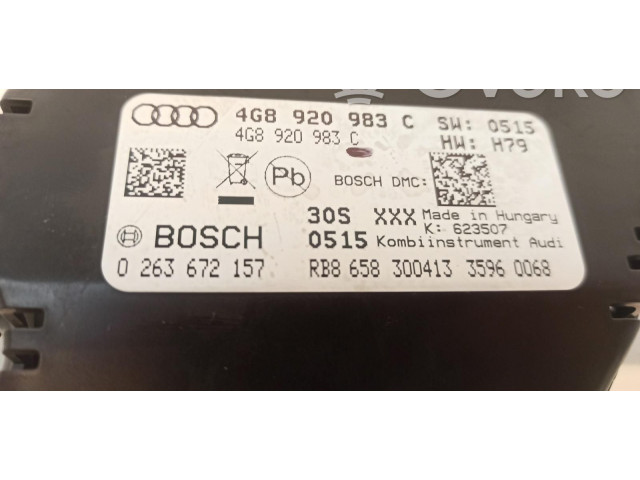 4G8 920 983 C SW: 0515
4G8 920 983 C HW: H79
Pb BOSCH DMC:
30S XXX Made in Hungary
K: 623507
BOSCH 0515 Kombiinstrument Audi
0 263 672 157 RB8 658 300413 3596 0068